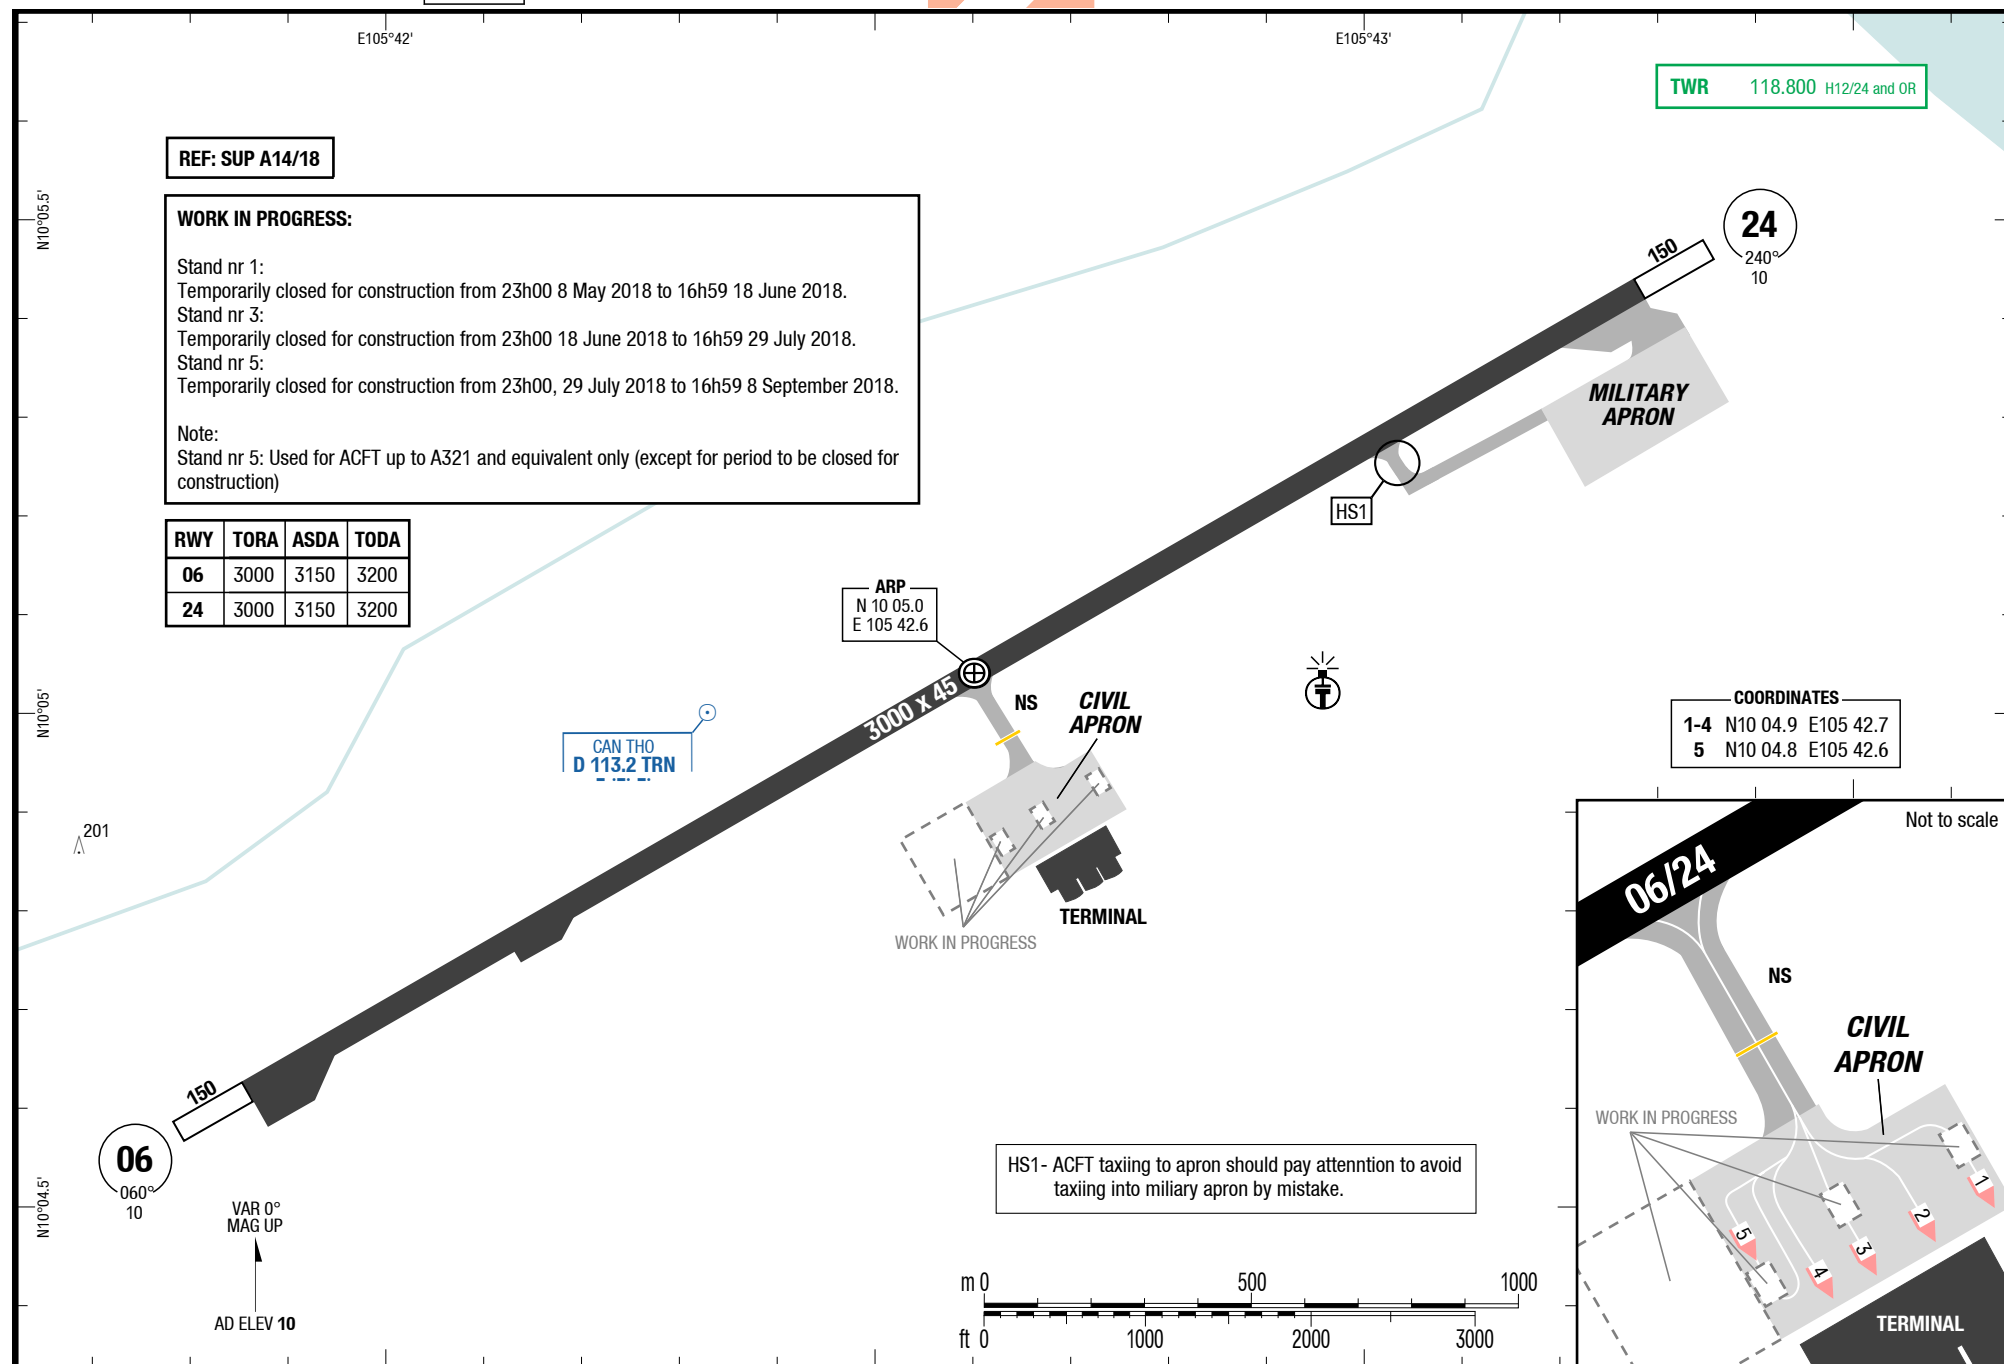 E105°42'
E105°43'
TWR 118.800 H12/24 and OR
REF: SUP A14/18
N10°05.5'
WORK IN PROGRESS:
Stand nr 1:
Temporarily closed for construction from 23h00 8 May 2018 to 16h59 18 June 2018.
Stand nr 3:
Temporarily closed for construction from 23h00 18 June 2018 to 16h59 29 July 2018.
Stand nr 5:
Temporarily closed for construction from 23h00, 29 July 2018 to 16h59 8 September 2018.
Note:
Stand nr 5: Used for ACFT up to A321 and equivalent only (except for period to be closed for
construction)
24
240°
10
150
MILITARY
APRON
HS1
RWY TORA ASDA TODA
06 3000 3150 3200
24 3000 3150 3200
ARP
N 10 05.0
E 105 42.6
3000 x 45
NS
CIVIL
APRON
N10°05'
CAN THO
D 113.2 TRN
COORDINATES
1-4 N10 04.9 E105 42.7
5 N10 04.8 E105 42.6
201
TERMINAL
WORK IN PROGRESS
Not to scale
06/24
NS
CIVIL
APRON
WORK IN PROGRESS
1
2
3
4
5
TERMINAL
150
06
060°
10
N10°04.5'
VAR 0°
MAG UP
AD ELEV 10
HS1- ACFT taxiing to apron should pay attenntion to avoid
taxiing into miliary apron by mistake.
m 0 500 1000
ft 0 1000 2000 3000